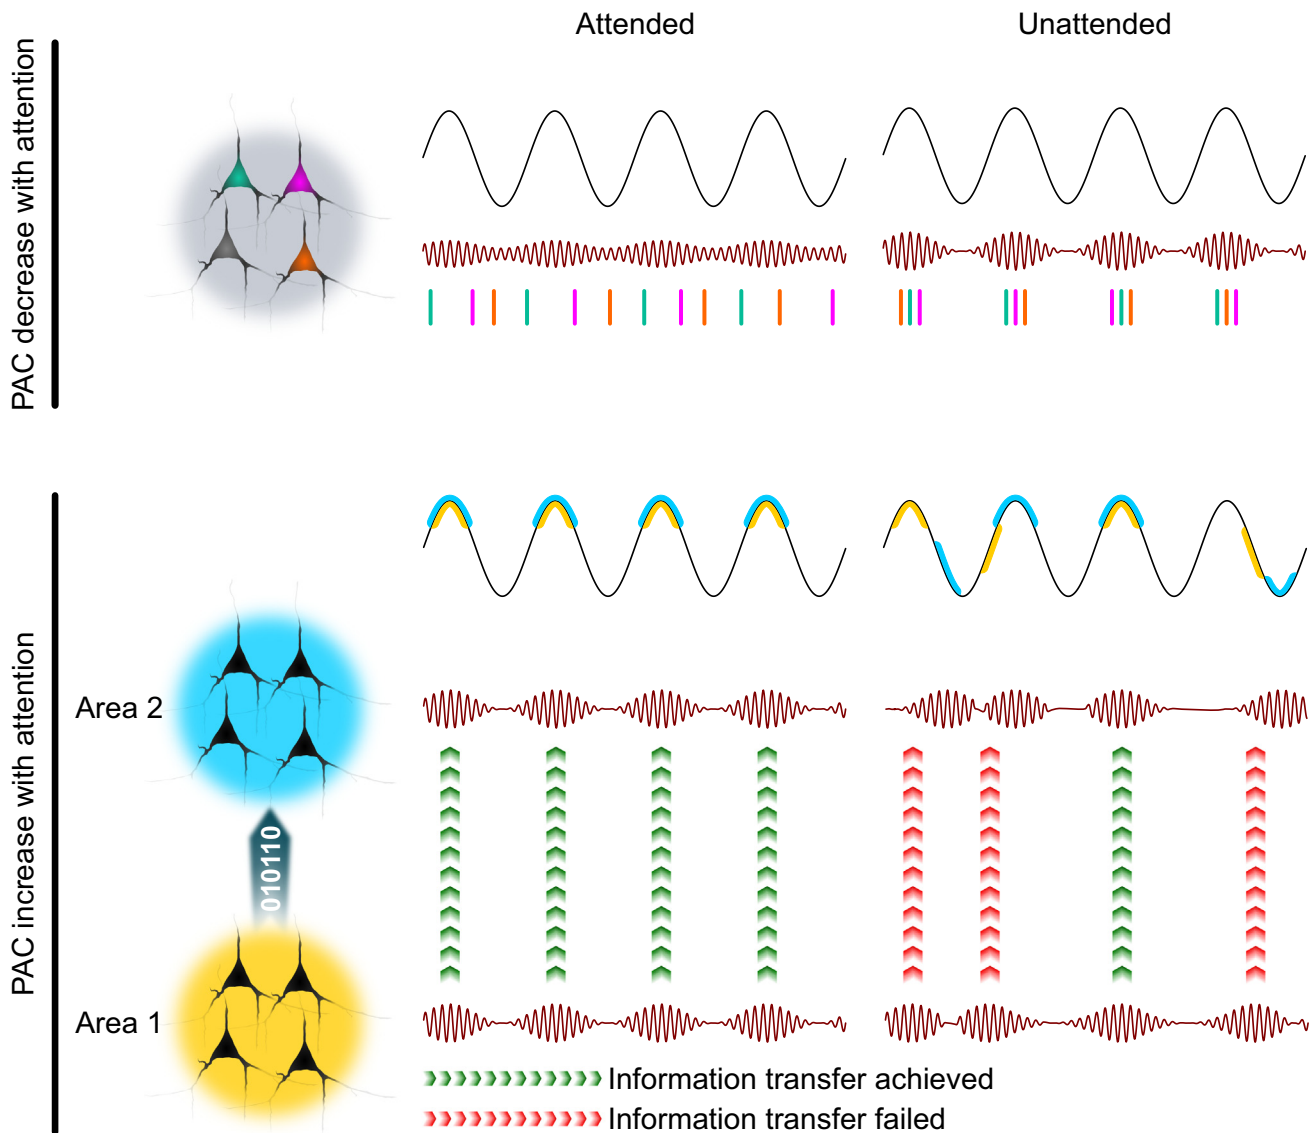 Attended
Unattended
PAC decrease with attention
PAC increase with attention
Area 2
010110
Area 1
Information transfer achieved
Information transfer failed